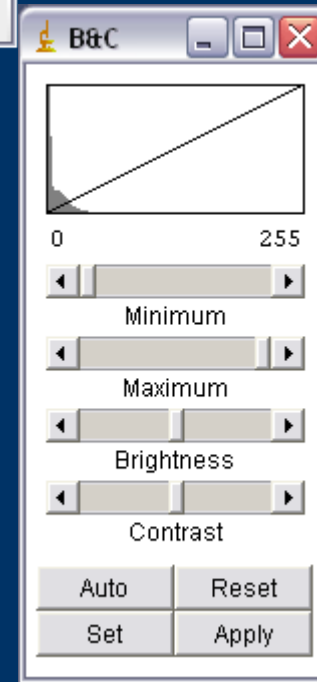 B&C
0 255
Minimum
Maximum
Brightness
Contrast
Auto Reset
Set Apply